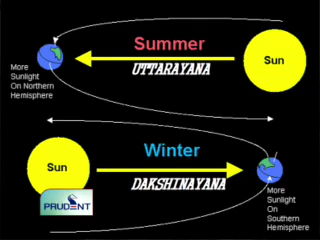 Summer
UTTARAYANA
Sun
More
Sunlight
On Northern
Hemisphere
Winter
DAKSHINAYANA
Sun
PRUDENT
More
Sunlight
On
Southern
Hemisphere